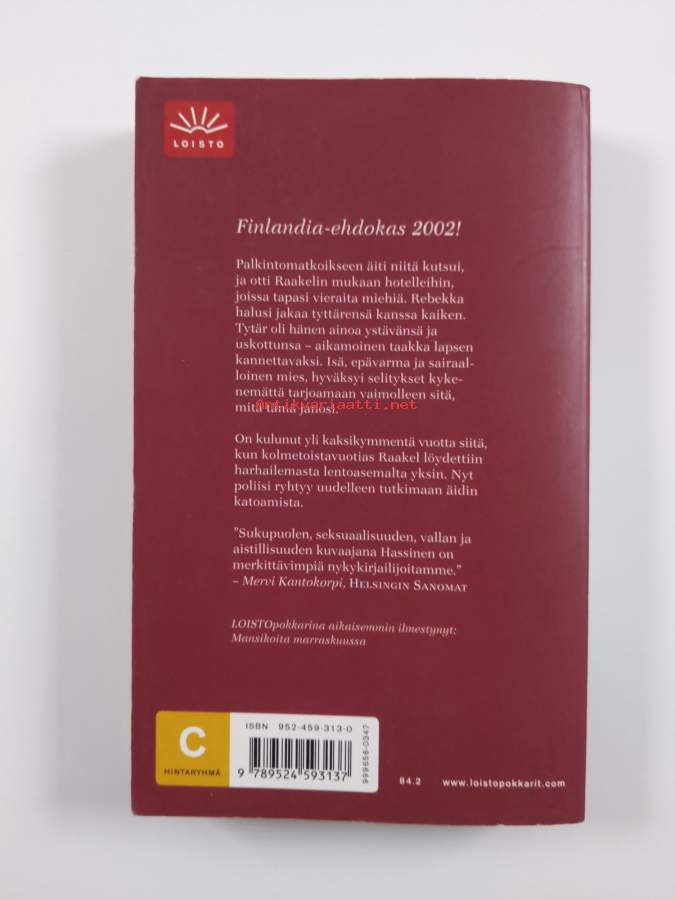 LOISTO
Finlandia-ehdokas 2002!
Palkintomatkoikseen äiti niitä kutsui,
ja otti Raakelin mukaan hotelleihin,
joissa tapasi vieraita miehiä. Rebekka
halusi jakaa tyttärensä kanssa kaiken.
Tytär oli hänen ainoa ystävänsä ja
uskottunsa – aikamoinen taakka lapsen
kannettavaksi. Isä, epävarma ja sairaal-
loinen mies, hyväksyi selitykset kyke-
nemättä tarjoamaan vaimolleen sitä,
Antikvariaatti.net
mitä tämä janosi.
On kulunut yli kaksikymmentä vuotta siitä,
kun kolmetoistavuotias Raakel löydettiin
harhailemasta lentoasemalta yksin. Nyt
poliisi ryhtyy uudelleen tutkimaan äidin
katoamista.
”Sukupuolen, seksuaalisuuden, vallan ja
aistillisuuden kuvaajana Hassinen on
merkittävimpiä nykykirjailijoitamme.”
– Mervi Kantokorpi, HELSINGIN SANOMAT
LOISTOpokkarina aikaisemmin ilmestynyt:
Mansikoita marraskuussa
C
HINTARYHMÄ
ISBN 952-459-313-0
9 789524 593137
999656-0347
84.2
www.loistopokkarit.com